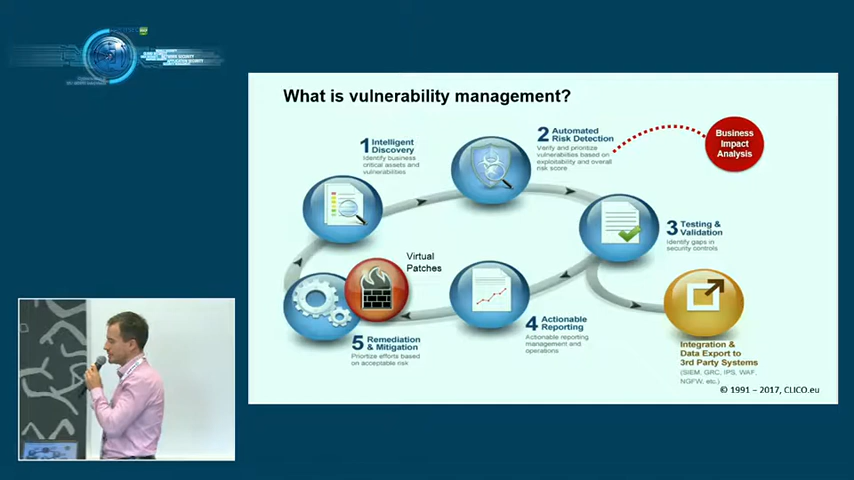 What is vulnerability management?
1 Intelligent
Discovery
Identify business
critical assets and
vulnerabilities
2 Automated
Risk Detection
Verify and prioritize
vulnerabilities based on
exploitability and overall
risk score
Business
Impact
Analysis
3 Testing &
Validation
Identify gaps in
security controls
Virtual
Patches
4 Actionable
Reporting
Actionable reporting
management and
operations
5 Remediation
& Mitigation
Prioritize efforts based
on acceptable risk
Integration &
Data Export to
3rd Party Systems
(SIEM, GRC, IPS, WAF,
NGFW, etc.)
© 1991 – 2017, CLICO.eu